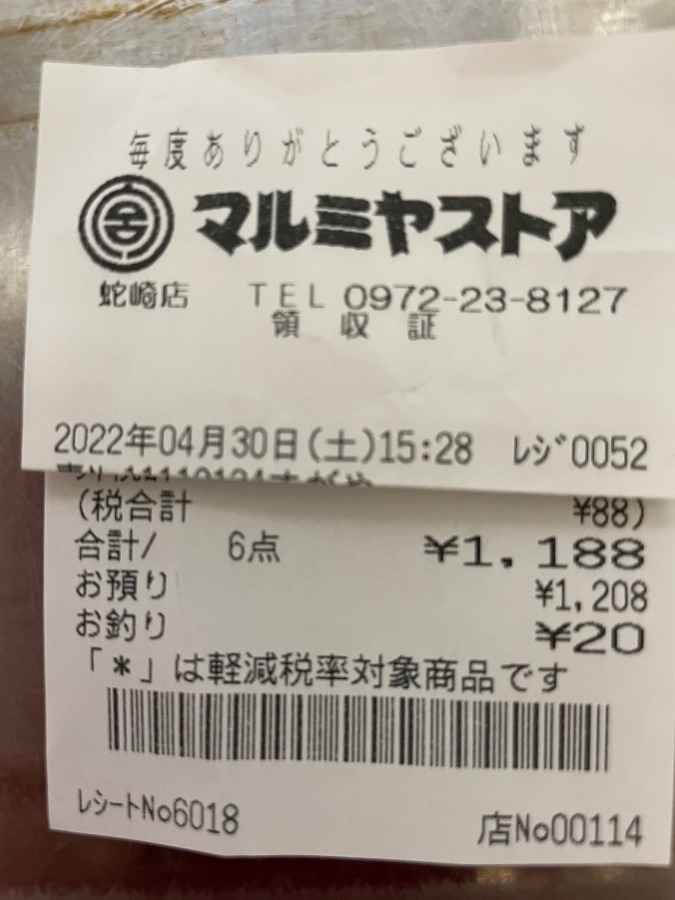 毎度ありがとうございます
マルミヤストア
蛇崎店 TEL 0972-23-8127
領収証
2022年04月30日(土)15:28 ﾚｼﾞ0052
(税合計 ¥88)
合計/ 6点 ¥1,188
お預り ¥1,208
お釣り ¥20
「*」は軽減税率対象商品です
ﾚｼｰﾄNo6018 店No00114